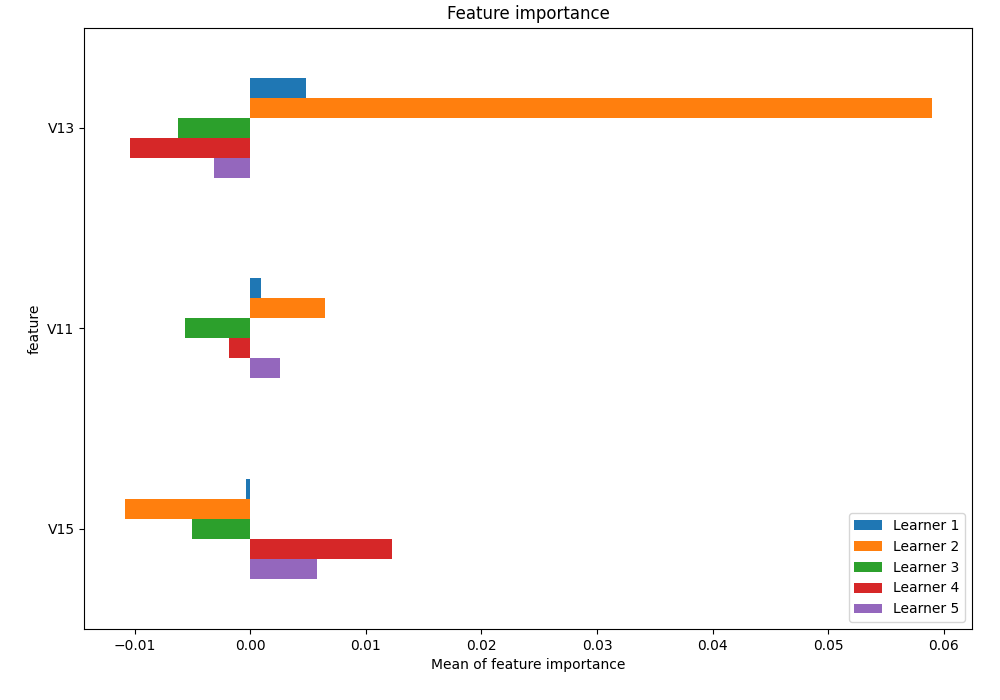 Feature importance
V13
V11
V15
feature
Learner 1
Learner 2
Learner 3
Learner 4
Learner 5
−0.01 0.00 0.01 0.02 0.03 0.04 0.05 0.06
Mean of feature importance